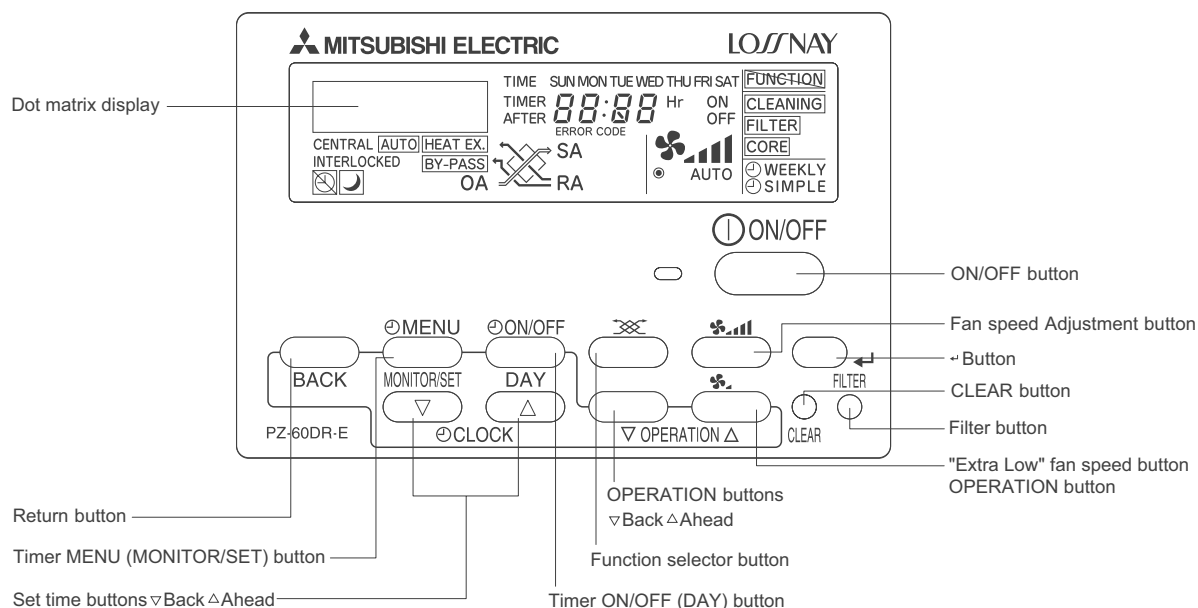 MITSUBISHI ELECTRIC LOSSNAY
TIME SUN MON TUE WED THU FRI SAT FUNCTION
TIMER AFTER 88:88 Hr ON OFF CLEANING
ERROR CODE FILTER
CENTRAL AUTO HEAT EX. SA CORE
INTERLOCKED BY-PASS AUTO WEEKLY
OA RA SIMPLE
Dot matrix display
ON/OFF
ON/OFF button
MENU ON/OFF
Fan speed Adjustment button
↵ Button
BACK MONITOR/SET DAY FILTER
CLEAR button
▽ △
PZ-60DR-E CLOCK ▽ OPERATION △ CLEAR
Filter button
"Extra Low" fan speed button
OPERATION button
OPERATION buttons
▽Back △Ahead
Return button
Function selector button
Timer MENU (MONITOR/SET) button
Set time buttons ▽Back △Ahead
Timer ON/OFF (DAY) button